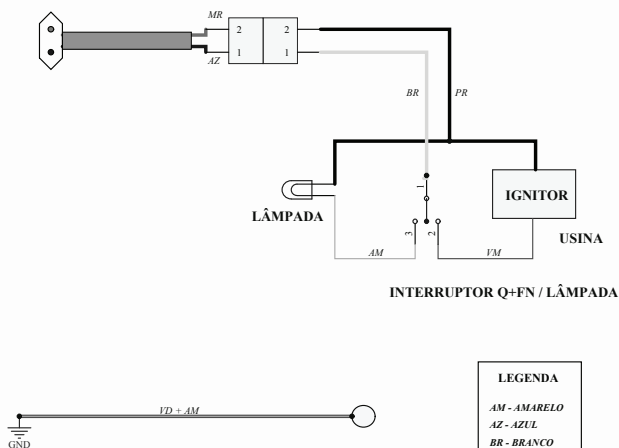 MR
2 2
1 1
AZ
BR PR
1
IGNITOR
LÂMPADA
USINA
3 2
AM VM
INTERRUPTOR Q+FN / LÂMPADA
LEGENDA
VD + AM
AM - AMARELO
AZ - AZUL
BR - BRANCO
GND